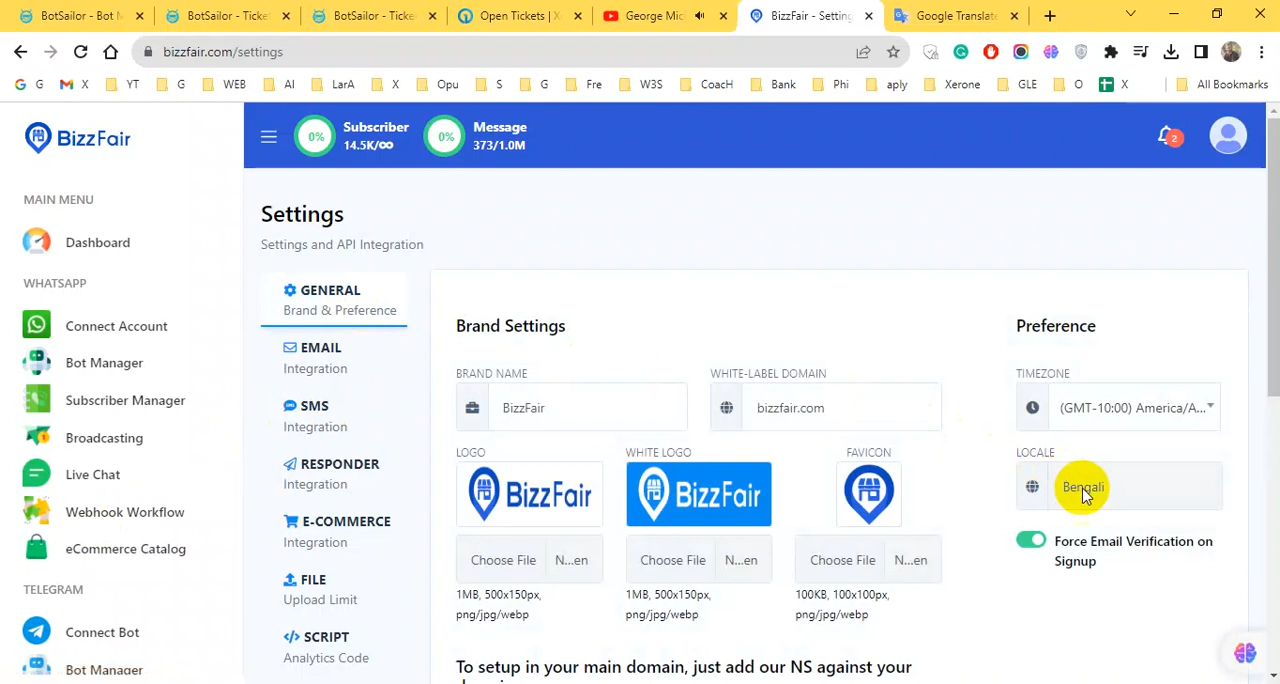 BotSailor - Bot M
BotSailor - Ticke
BotSailor - Ticke
Open Tickets | X
George Mic
BizzFair - Settin
Google Translate
bizzfair.com/settings
G
X
YT
G
WEB
AI
LarA
X
Opu
S
G
Fre
W3S
CoacH
Bank
Phi
aply
Xerone
GLE
O
X
All Bookmarks
BizzFair
MAIN MENU
Dashboard
WHATSAPP
Connect Account
Bot Manager
Subscriber Manager
Broadcasting
Live Chat
Webhook Workflow
eCommerce Catalog
TELEGRAM
Connect Bot
Bot Manager
0%
Subscriber
14.5K/∞
0%
Message
373/1.0M
2
Settings
Settings and API Integration
GENERAL
Brand & Preference
EMAIL
Integration
SMS
Integration
RESPONDER
Integration
E-COMMERCE
Integration
FILE
Upload Limit
SCRIPT
Analytics Code
Brand Settings
BRAND NAME
BizzFair
WHITE-LABEL DOMAIN
bizzfair.com
LOGO
BizzFair
Choose File N...en
1MB, 500x150px,
png/jpg/webp
WHITE LOGO
BizzFair
Choose File N...en
1MB, 500x150px,
png/jpg/webp
FAVICON
Choose File N...en
100KB, 100x100px,
png/jpg/webp
To setup in your main domain, just add our NS against your
Preference
TIMEZONE
(GMT-10:00) America/A...
LOCALE
Bengali
Force Email Verification on
Signup